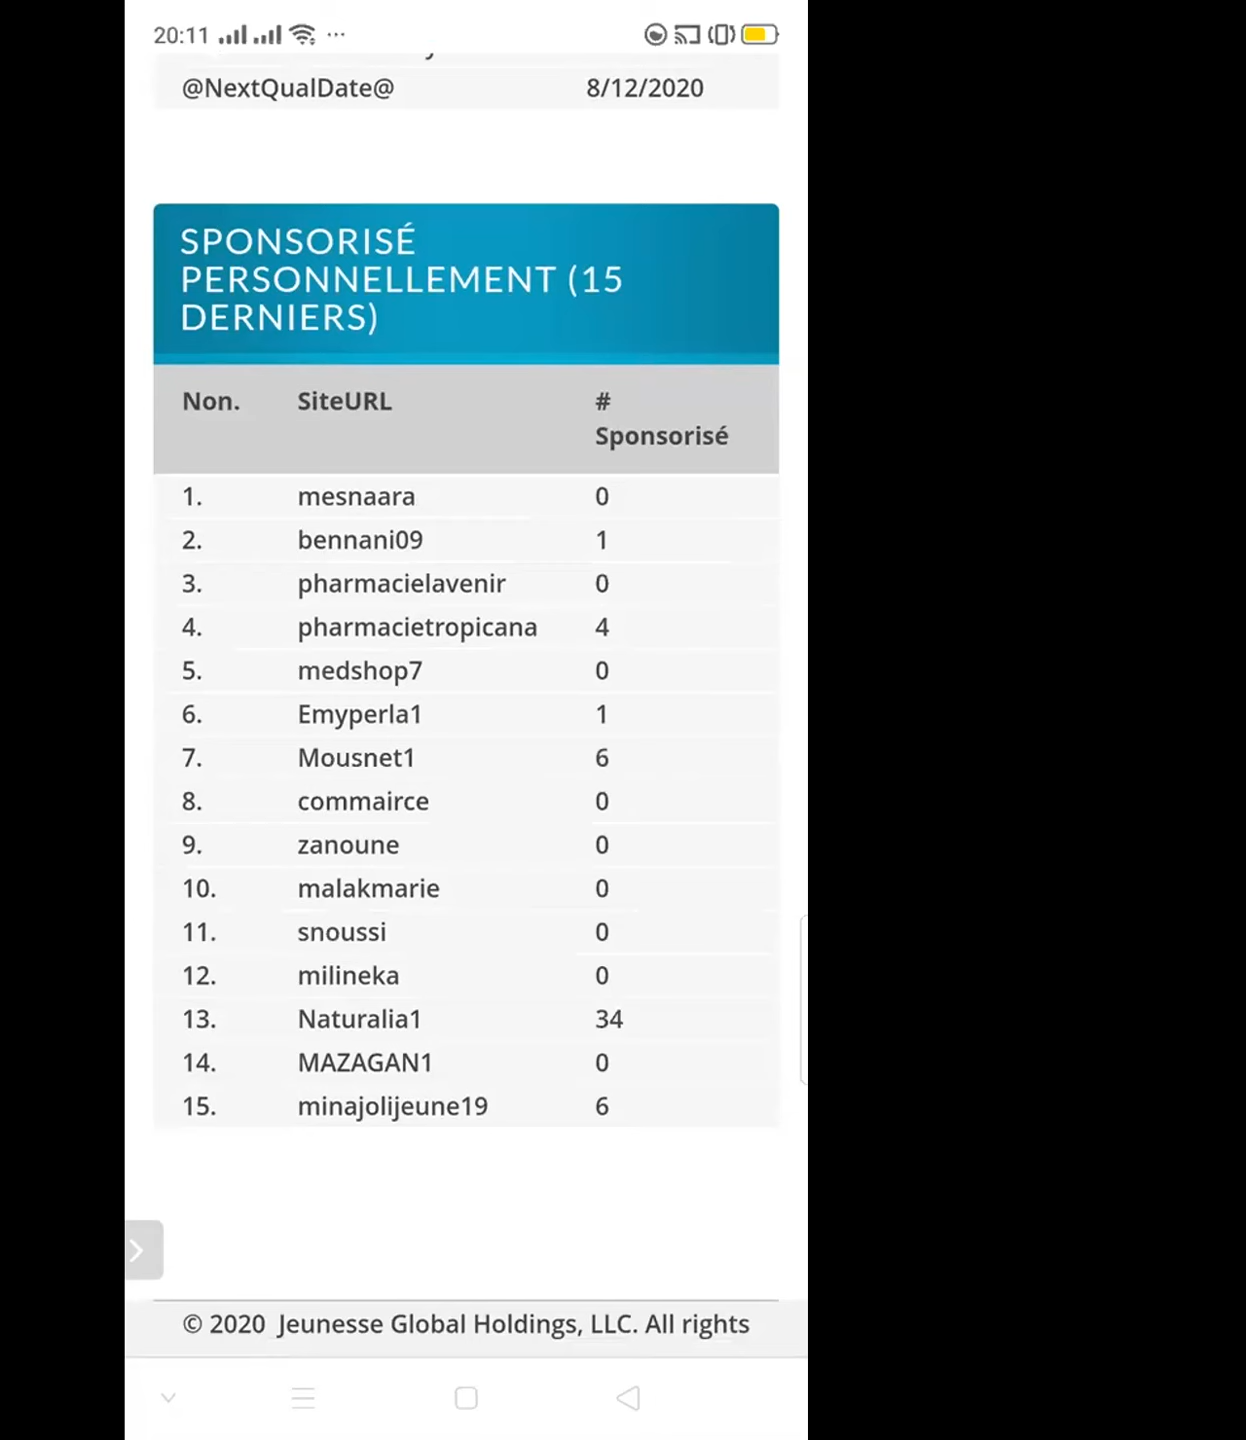 20:11
@NextQualDate@ 8/12/2020
SPONSORISÉ
PERSONNELLEMENT (15
DERNIERS)
Non. SiteURL #
Sponsorisé
1. mesnaara 0
2. bennani09 1
3. pharmacielavenir 0
4. pharmacietropicana 4
5. medshop7 0
6. Emyperla1 1
7. Mousnet1 6
8. commairce 0
9. zanoune 0
10. malakmarie 0
11. snoussi 0
12. milineka 0
13. Naturalia1 34
14. MAZAGAN1 0
15. minajolijeune19 6
© 2020 Jeunesse Global Holdings, LLC. All rights